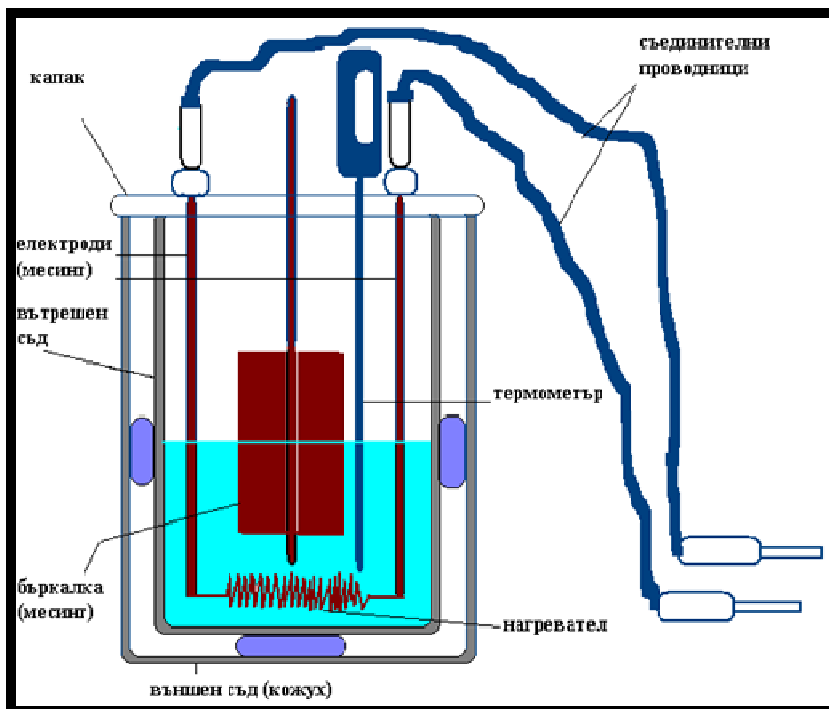 съединителни
проводници
капак
електроди
(месинг)
вътрешен
съд
термометър
бъркалка
(месинг)
нагревател
външен съд (кожух)